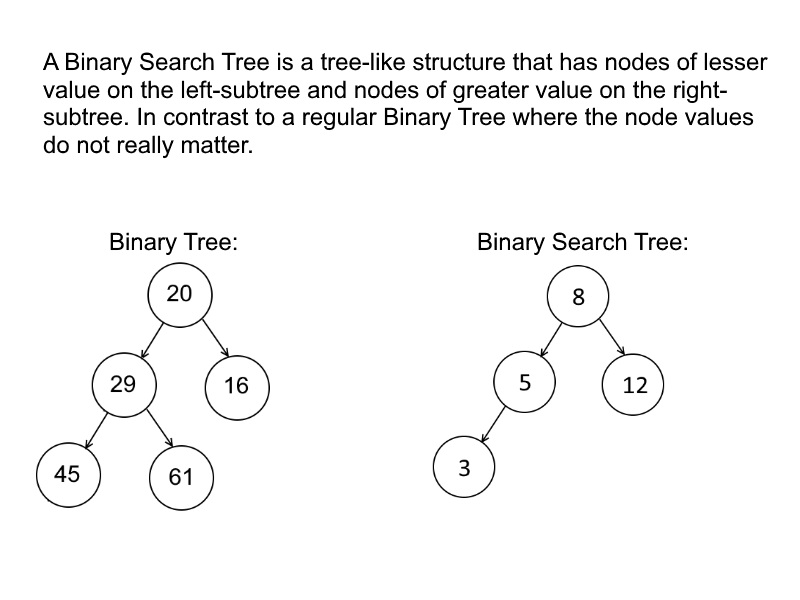 A Binary Search Tree is a tree-like structure that has nodes of lesser
value on the left-subtree and nodes of greater value on the right-
subtree. In contrast to a regular Binary Tree where the node values
do not really matter.
Binary Tree:
20
29
16
45
61
Binary Search Tree:
8
5
12
3